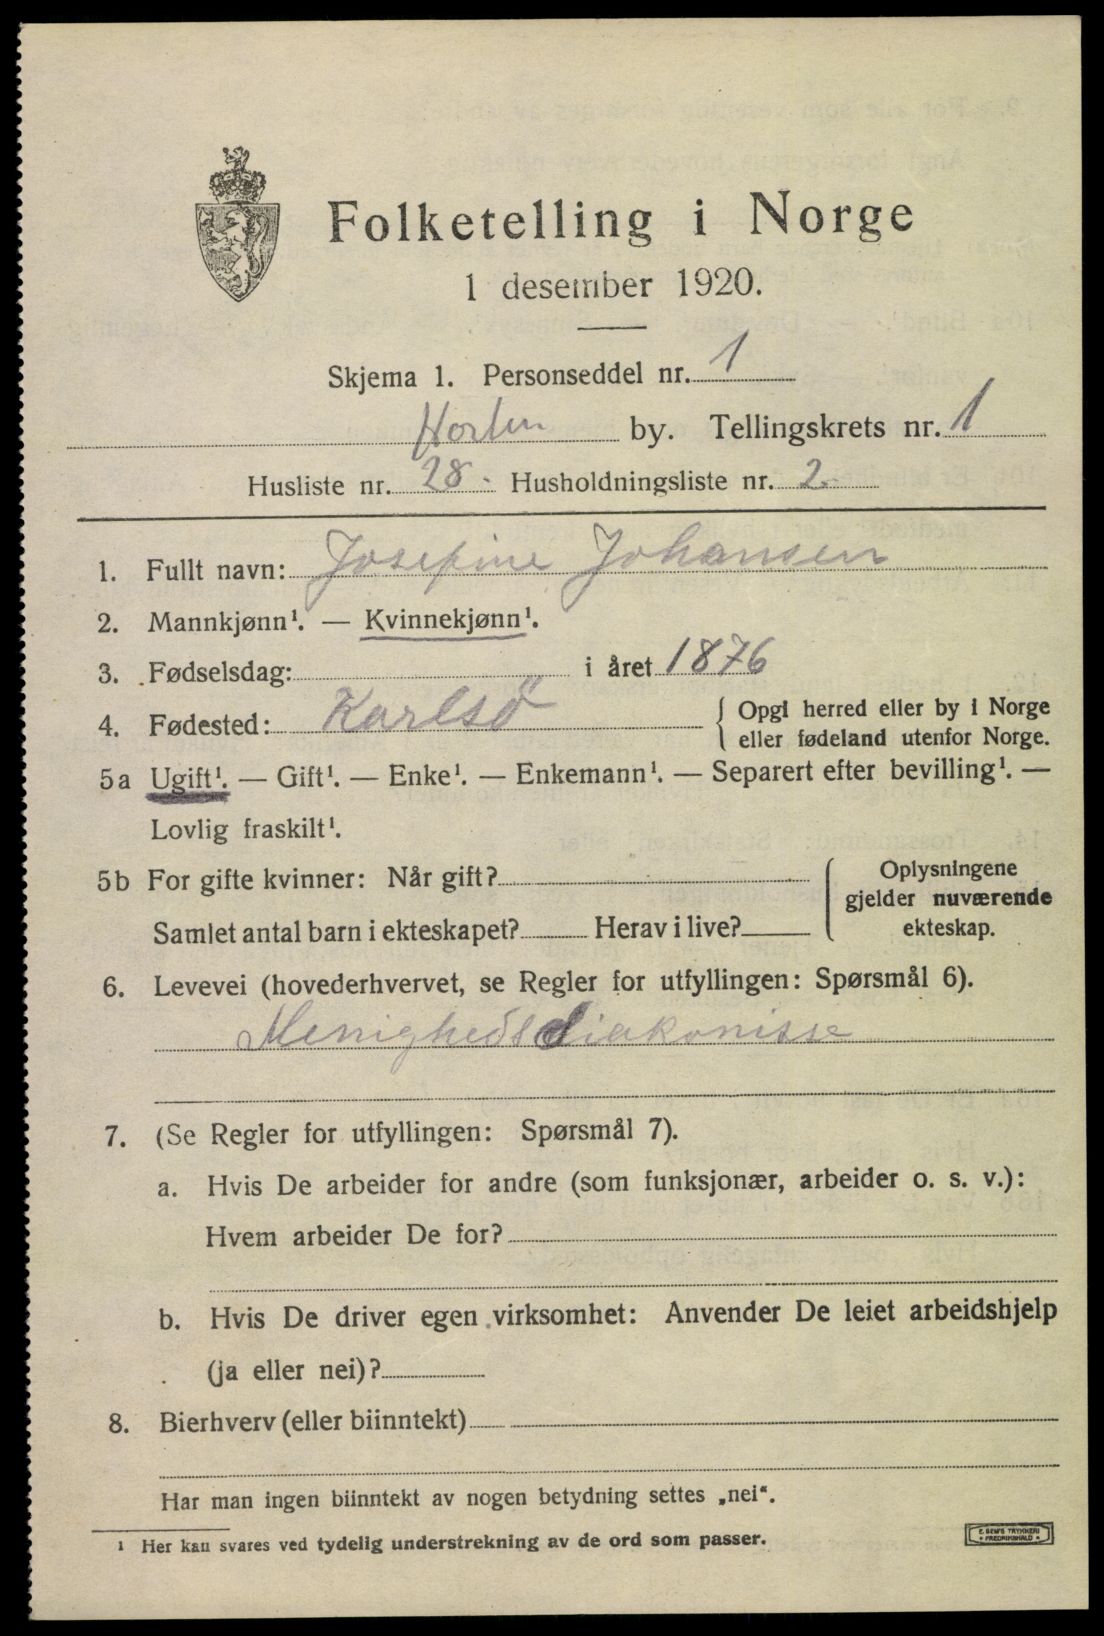 Folketelling i Norge
1 desember 1920.
Skjema 1. Personseddel nr. 1
Horten by. Tellingskrets nr. 1
Husliste nr. 28. Husholdningsliste nr. 2.
1. Fullt navn: Josefine Johansen
2. Mannkjønn¹. — Kvinnekjønn¹.
3. Fødselsdag: i året 1876
4. Fødested: Karlsö { Opgi herred eller by i Norge
eller fødeland utenfor Norge.
5a Ugift¹. — Gift¹. — Enke¹. — Enkemann¹. — Separert efter bevilling¹. —
Lovlig fraskilt¹.
5b For gifte kvinner: Når gift?
Samlet antal barn i ekteskapet? Herav i live?
{ Oplysningene
gjelder nuværende
ekteskap.
6. Levevei (hovederhvervet, se Regler for utfyllingen: Spørsmål 6).
Menighedsdiakonisse
7. (Se Regler for utfyllingen: Spørsmål 7).
a. Hvis De arbeider for andre (som funksjonær, arbeider o. s. v.):
Hvem arbeider De for?
b. Hvis De driver egen virksomhet: Anvender De leiet arbeidshjelp
(ja eller nei)?
8. Bierhverv (eller biinntekt)
Har man ingen biinntekt av nogen betydning settes „nei“.
¹ Her kan svares ved tydelig understrekning av de ord som passer.
E. SEM'S TRYKKERI
• FREDRIKSHALD •